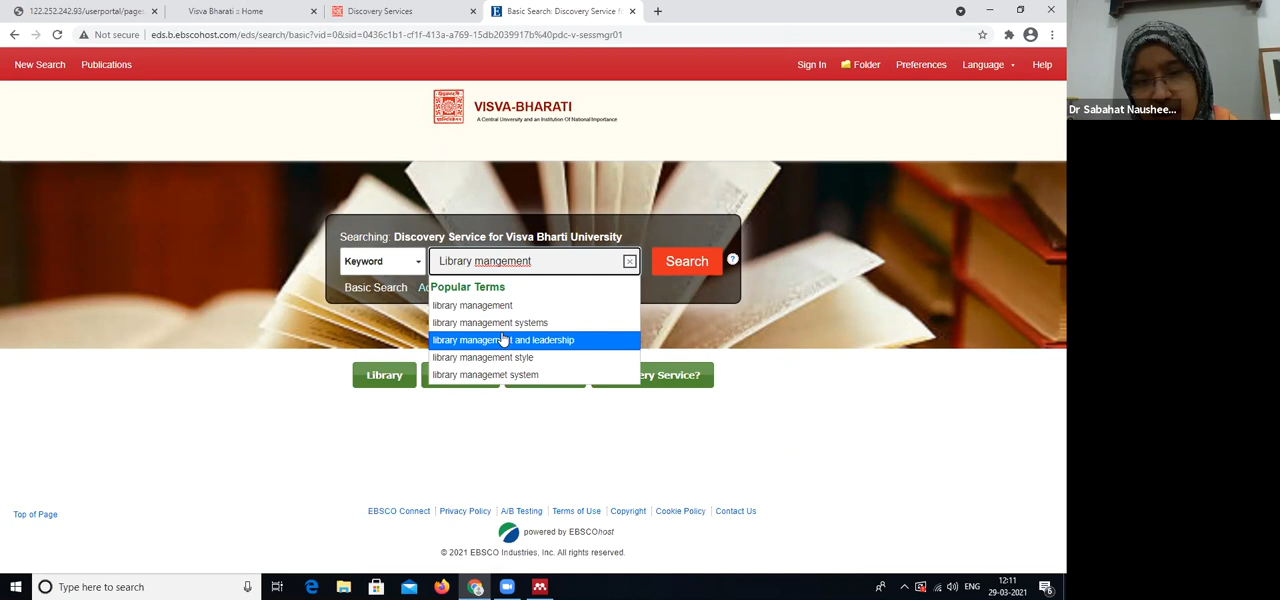 122.252.242.93/userportal/page
Visva Bharati :: Home
Discovery Services
Basic Search: Discovery Service fo
Not secure
eds.b.ebscohost.com/eds/search/basic?vid=0&sid=0436c1b1-cf1f-413a-a769-15db2039917b%40pdc-v-sessmgr01
New Search
Publications
Sign In
Folder
Preferences
Language
Help
VISVA-BHARATI
A Central University and an Institution Of National Importance
Dr Sabahat Naushee...
Searching: Discovery Service for Visva Bharti University
Keyword
Library mangement
Search
?
Basic Search
Popular Terms
library management
library management systems
library management and leadership
library management style
library managemet system
Library
ery Service?
Top of Page
EBSCO Connect
Privacy Policy
A/B Testing
Terms of Use
Copyright
Cookie Policy
Contact Us
powered by EBSCOhost
© 2021 EBSCO Industries, Inc. All rights reserved.
Type here to search
ENG
12:11
29-03-2021